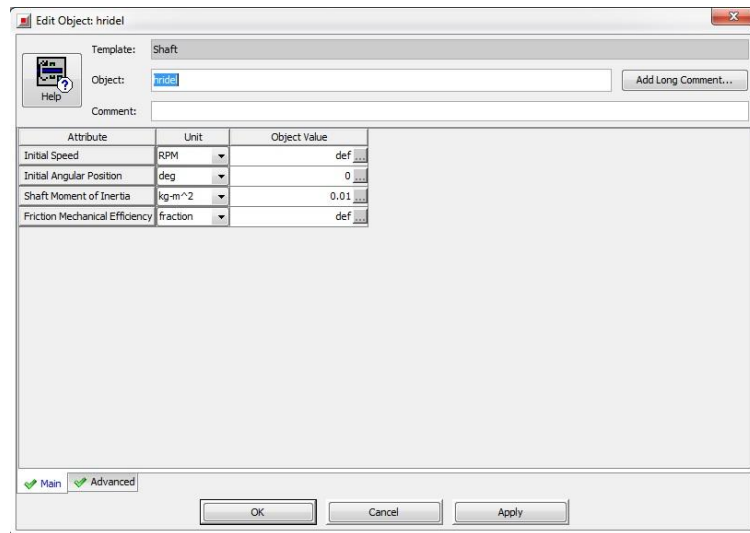 Edit Object: hridel
Template: Shaft
Help
Object: hridel
Add Long Comment...
Comment:
Attribute Unit Object Value
Initial Speed RPM def ...
Initial Angular Position deg 0 ...
Shaft Moment of Inertia kg-m^2 0.01 ...
Friction Mechanical Efficiency fraction def ...
Main Advanced
OK Cancel Apply